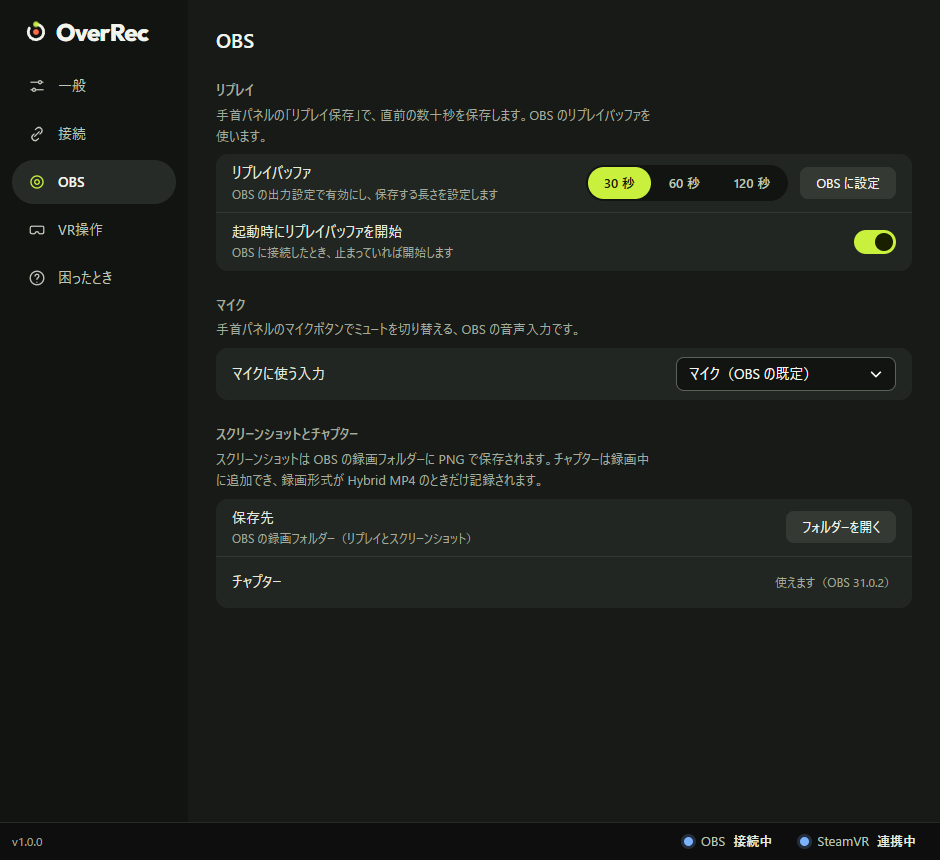 OverRec
一般
接続
OBS
VR操作
困ったとき
OBS
リプレイ
手首パネルの「リプレイ保存」で、直前の数十秒を保存します。OBS のリプレイバッファを
使います。
リプレイバッファ
OBS の出力設定で有効にし、保存する長さを設定します
30 秒 60 秒 120 秒 OBS に設定
起動時にリプレイバッファを開始
OBS に接続したとき、止まっていれば開始します
マイク
手首パネルのマイクボタンでミュートを切り替える、OBS の音声入力です。
マイクに使う入力
マイク（OBS の既定）
スクリーンショットとチャプター
スクリーンショットは OBS の録画フォルダーに PNG で保存されます。チャプターは録画中
に追加でき、録画形式が Hybrid MP4 のときだけ記録されます。
保存先
OBS の録画フォルダー（リプレイとスクリーンショット）
フォルダーを開く
チャプター
使えます（OBS 31.0.2）
v1.0.0
OBS 接続中
SteamVR 連携中